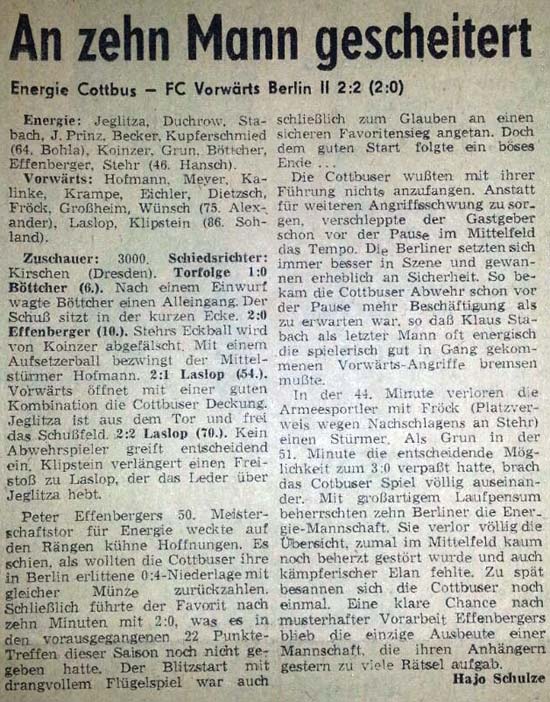 An zehn Mann gescheitert
Energie Cottbus – FC Vorwärts Berlin II 2:2 (2:0)
Energie: Jeglitza, Duchrow, Sta-
bach, J. Prinz, Becker, Kupferschmied
(64. Bohla), Koinzer, Grun, Böttcher,
Effenberger, Stehr (46. Hansch).
Vorwärts: Hofmann, Meyer, Ka-
linke, Krampe, Eichler, Dietzsch,
Fröck, Großheim, Wünsch (75. Alex-
ander), Laslop, Klipstein (86. Soh-
land).
Zuschauer: 3000, Schiedsrichter:
Kirschen (Dresden). Torfolge 1:0
Böttcher (6.). Nach einem Einwurf
wagte Böttcher einen Alleingang. Der
Schuß sitzt in der kurzen Ecke. 2:0
Effenberger (10.). Stehrs Eckball wird
von Koinzer abgefälscht. Mit einem
Aufsetzerball bezwingt der Mittel-
stürmer Hofmann. 2:1 Laslop (54.).
Vorwärts öffnet mit einer guten
Kombination die Cottbuser Deckung.
Jeglitza ist aus dem Tor und frei
das Schußfeld. 2:2 Laslop (70.). Kein
Abwehrspieler greift entscheidend
ein, Klipstein verlängert einen Frei-
stoß zu Laslop, der das Leder über
Jeglitza hebt.
Peter Effenbergers 50. Meister-
schaftstor für Energie weckte auf
den Rängen kühne Hoffnungen. Es
schien, als wollten die Cottbuser ihre
in Berlin erlittene 0:4-Niederlage mit
gleicher Münze zurückzahlen.
Schließlich führte der Favorit nach
zehn Minuten mit 2:0, was es in
den vorausgegangenen 22 Punkte-
Treffen dieser Saison noch nicht ge-
geben hatte. Der Blitzstart mit
drangvollem Flügelspiel war auch
schließlich zum Glauben an einen
sicheren Favoritensieg angetan. Doch
dem guten Start folgte ein böses
Ende ...
Die Cottbuser wußten mit ihrer
Führung nichts anzufangen. Anstatt
für weiteren Angriffsschwung zu sor-
gen, verschleppte der Gastgeber
schon vor der Pause im Mittelfeld
das Tempo. Die Berliner setzten sich
immer besser in Szene und gewan-
nen erheblich an Sicherheit. So be-
kam die Cottbuser Abwehr schon vor
der Pause mehr Beschäftigung als
zu erwarten war, so daß Klaus Sta-
bach als letzter Mann oft energisch
die spielerisch gut in Gang gekom-
menen Vorwärts-Angriffe bremsen
mußte.
In der 44. Minute verloren die
Armeesportler mit Fröck (Platzver-
weis wegen Nachschlagens an Stehr)
einen Stürmer. Als Grun in der
51. Minute die entscheidende Mög-
lichkeit zum 3:0 verpaßt hatte, brach
das Cotbuser Spiel völlig auseinan-
der. Mit großartigem Laufpensum
beherrschten zehn Berliner die Ener-
gie-Mannschaft. Sie verlor völlig die
Übersicht, zumal im Mittelfeld kaum
noch beherzt gestört wurde und auch
kämpferischer Elan fehlte. Zu spät
besannen sich die Cottbuser noch
einmal. Eine klare Chance nach
musterhafter Vorarbeit Effenbergers
blieb die einzige Ausbeute einer
Mannschaft, die ihren Anhängern
gestern zu viele Rätsel aufgab.
Hajo Schulze